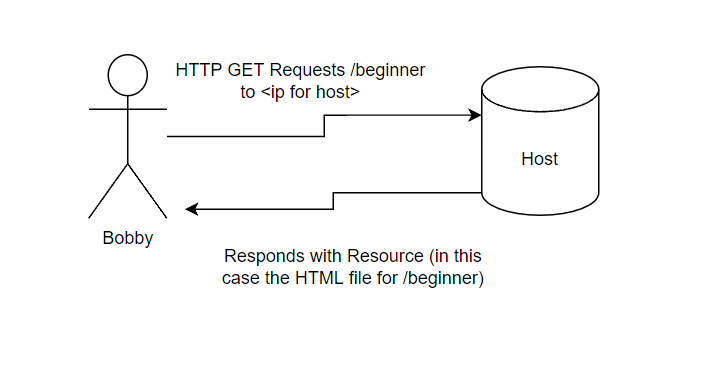 HTTP GET Requests /beginner
to <ip for host>
Host
Bobby
Responds with Resource (in this
case the HTML file for /beginner)